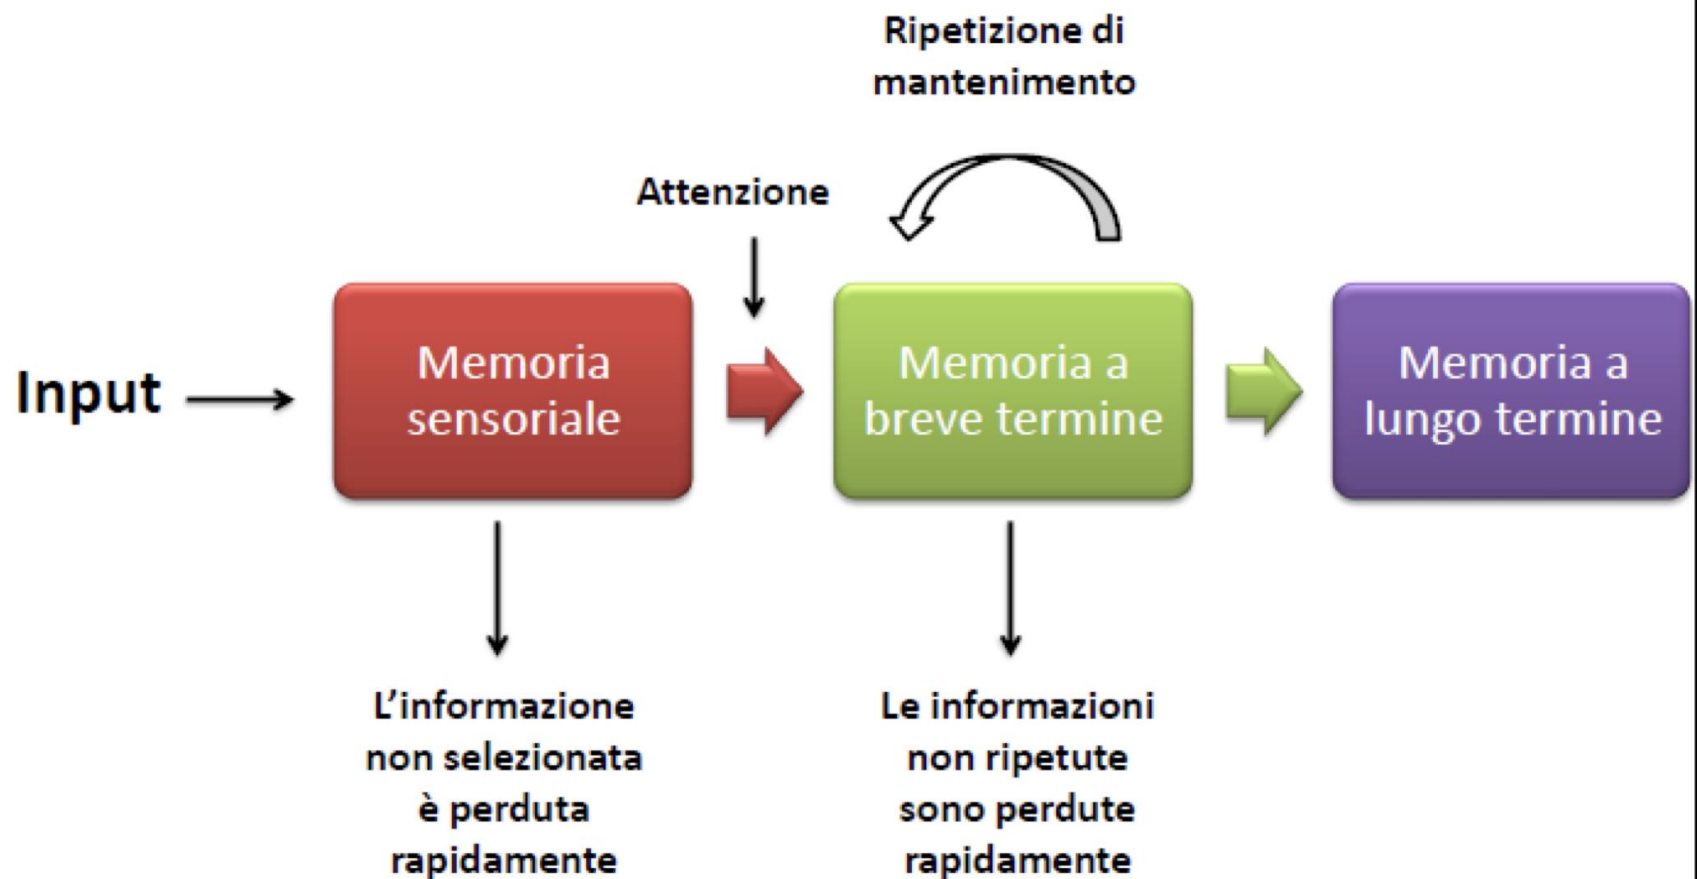 Ripetizione di
mantenimento
Attenzione
Input
Memoria
sensoriale
Memoria a
breve termine
Memoria a
lungo termine
L’informazione
non selezionata
è perduta
rapidamente
Le informazioni
non ripetute
sono perdute
rapidamente